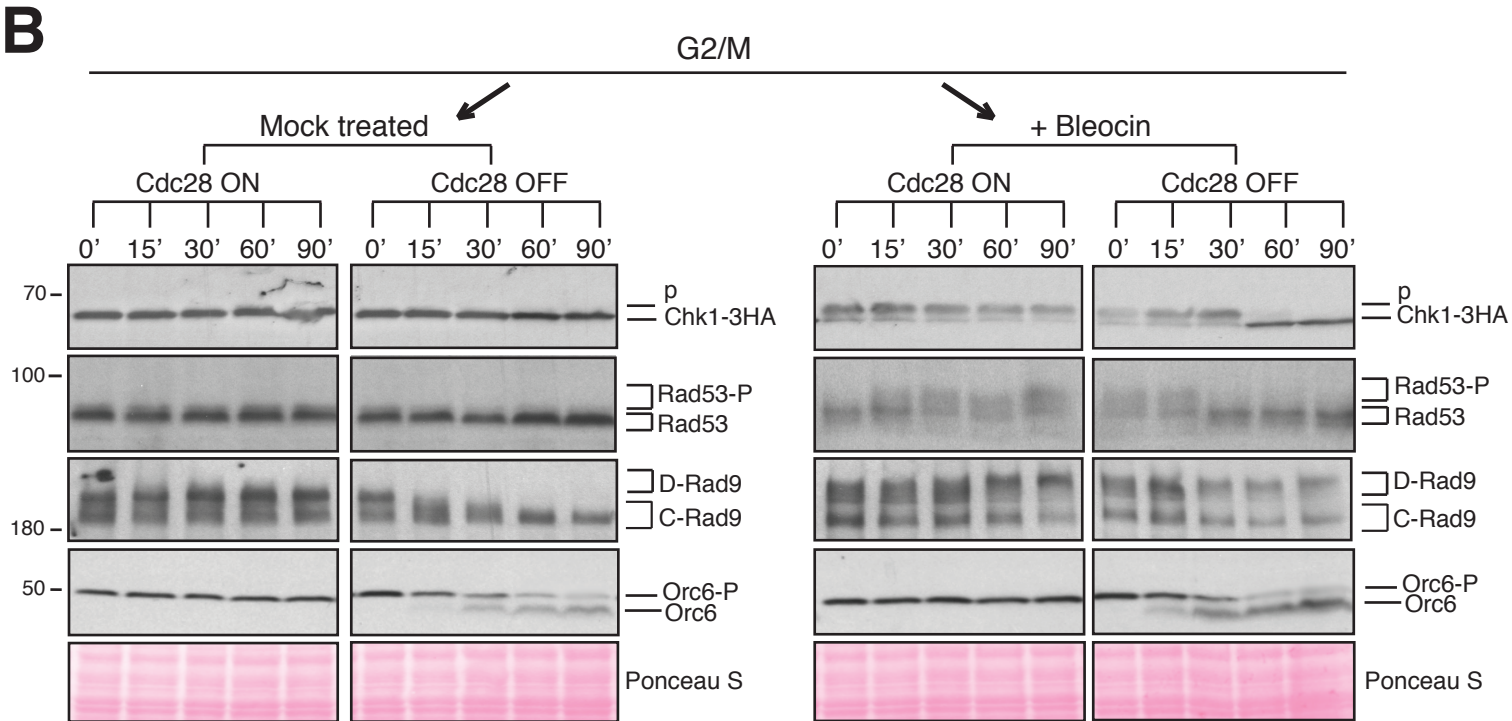 B
G2/M
Mock treated
+ Bleocin
Cdc28 ON
Cdc28 OFF
Cdc28 ON
Cdc28 OFF
0' 15' 30' 60' 90'
0' 15' 30' 60' 90'
0' 15' 30' 60' 90'
0' 15' 30' 60' 90'
70
p
Chk1-3HA
p
Chk1-3HA
100
Rad53-P
Rad53
Rad53-P
Rad53
D-Rad9
C-Rad9
D-Rad9
C-Rad9
180
50
Orc6-P
Orc6
Orc6-P
Orc6
Ponceau S
Ponceau S